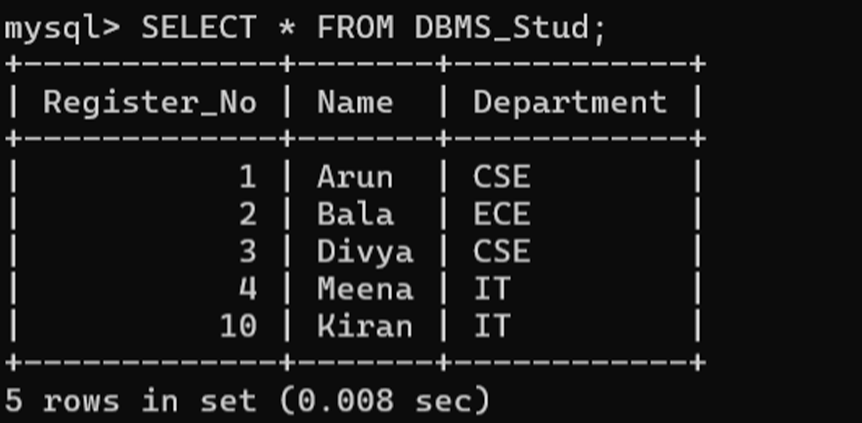 mysql> SELECT * FROM DBMS_Stud;
+-------------+-------+------------+
| Register_No | Name  | Department |
+-------------+-------+------------+
|           1 | Arun  | CSE        |
|           2 | Bala  | ECE        |
|           3 | Divya | CSE        |
|           4 | Meena | IT         |
|          10 | Kiran | IT         |
+-------------+-------+------------+
5 rows in set (0.008 sec)